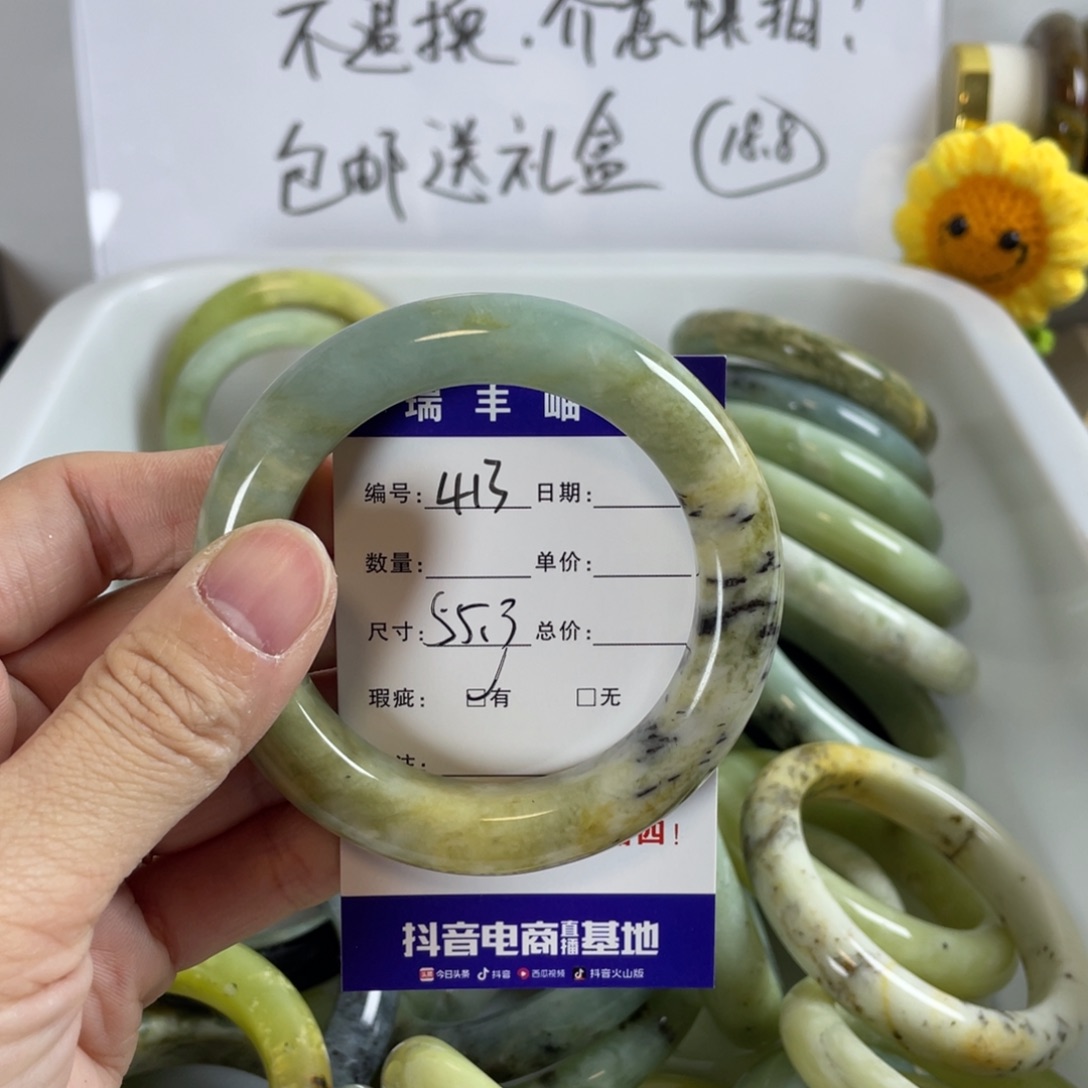 不退换.介意慎拍!
包邮送礼盒 (18.8)
瑞丰岫
编号: 413 日期:
数量: 单价:
尺寸: 55.3 总价:
瑕疵: 有 无
抖音电商直播基地
今日头条 抖音 西瓜视频 抖音火山版